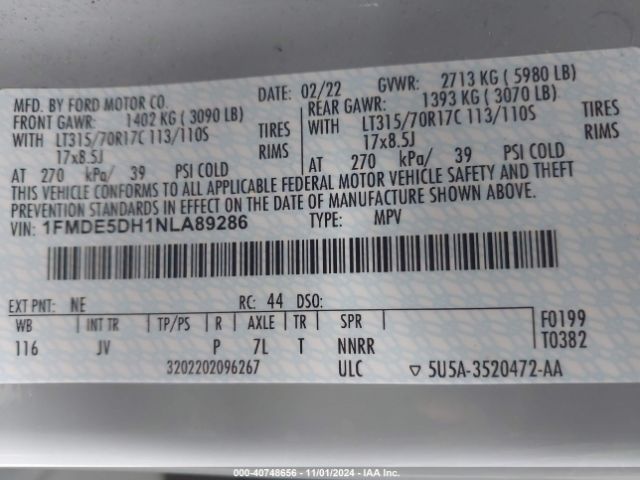 MFD. BY FORD MOTOR CO.
DATE: 02/22 GVWR: 2713 KG ( 5980 LB)
FRONT GAWR: 1402 KG ( 3090 LB) REAR GAWR: 1393 KG ( 3070 LB)
WITH LT315/70R17C 113/110S TIRES WITH LT315/70R17C 113/110S TIRES
17x8.5J RIMS 17x8.5J RIMS
AT 270 kPa/ 39 PSI COLD AT 270 kPa/ 39 PSI COLD
THIS VEHICLE CONFORMS TO ALL APPLICABLE FEDERAL MOTOR VEHICLE SAFETY AND THEFT
PREVENTION STANDARDS IN EFFECT ON THE DATE OF MANUFACTURE SHOWN ABOVE.
VIN: 1FMDE5DH1NLA89286 TYPE: MPV
EXT PNT: NE RC: 44 DSO:
WB INT TR TP/PS R AXLE TR SPR F0199
116 JV P 7L T NNRR T0382
3202202096267 ULC ▽ 5U5A-3520472-AA
000-40748656 - 11/01/2024 - IAA Inc.